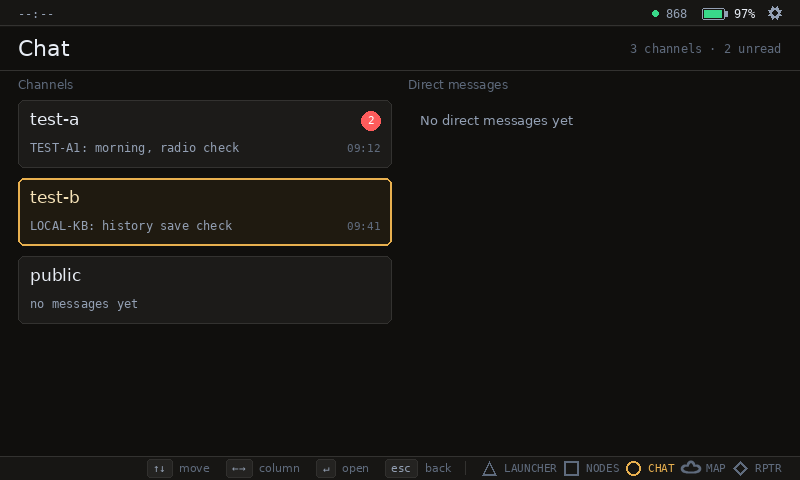 --:-- 868 97%
Chat 3 channels · 2 unread
Channels
test-a 2
TEST-A1: morning, radio check 09:12
test-b
LOCAL-KB: history save check 09:41
public
no messages yet
Direct messages
No direct messages yet
↑↓ move ←→ column ↵ open esc back LAUNCHER NODES CHAT MAP RPTR